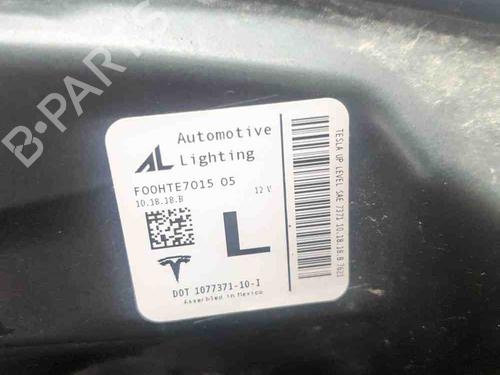 B-PARTS
AL Automotive
Lighting
F00HTE7015 05
12 V
10.18.18.B
L
DOT 1077371-10-I
Assembled in Mexico
TESLA UP LEVEL SAE 7371 10.18.18.B 7621